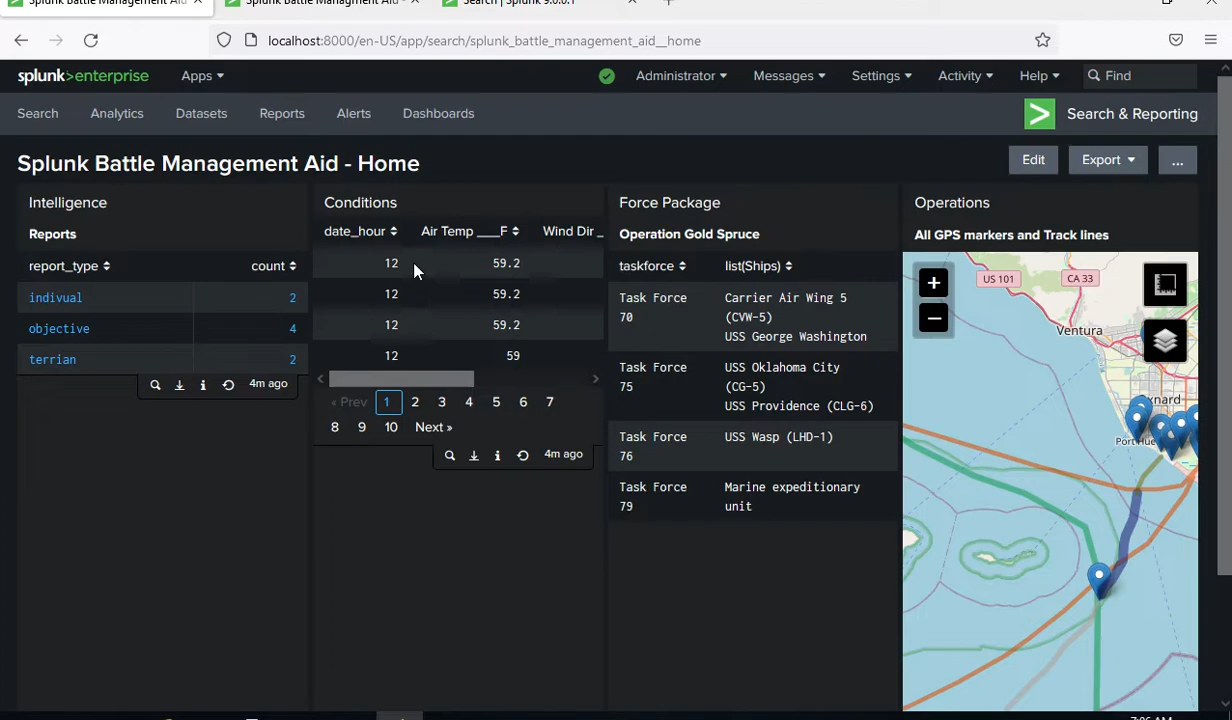 Splunk Battle Management Aid
Splunk Battle Management Aid -
Search | Splunk 9.0.0.1
localhost:8000/en-US/app/search/splunk_battle_management_aid__home
splunk>enterprise Apps Administrator Messages Settings Activity Help Find
Search Analytics Datasets Reports Alerts Dashboards Search & Reporting
Splunk Battle Management Aid - Home
Edit Export ...
Intelligence
Reports
report_type count
indivual 2
objective 4
terrian 2
4m ago
Conditions
date_hour Air Temp ___F Wind Dir _
12 59.2
12 59.2
12 59.2
12 59
« Prev 1 2 3 4 5 6 7
8 9 10 Next »
4m ago
Force Package
Operation Gold Spruce
taskforce list(Ships)
Task Force Carrier Air Wing 5
70 (CVW-5)
USS George Washington
Task Force USS Oklahoma City
75 (CG-5)
USS Providence (CLG-6)
Task Force USS Wasp (LHD-1)
76
Task Force Marine expeditionary
79 unit
Operations
All GPS markers and Track lines
+
−
US 101 CA 33
Ventura
Port Hue